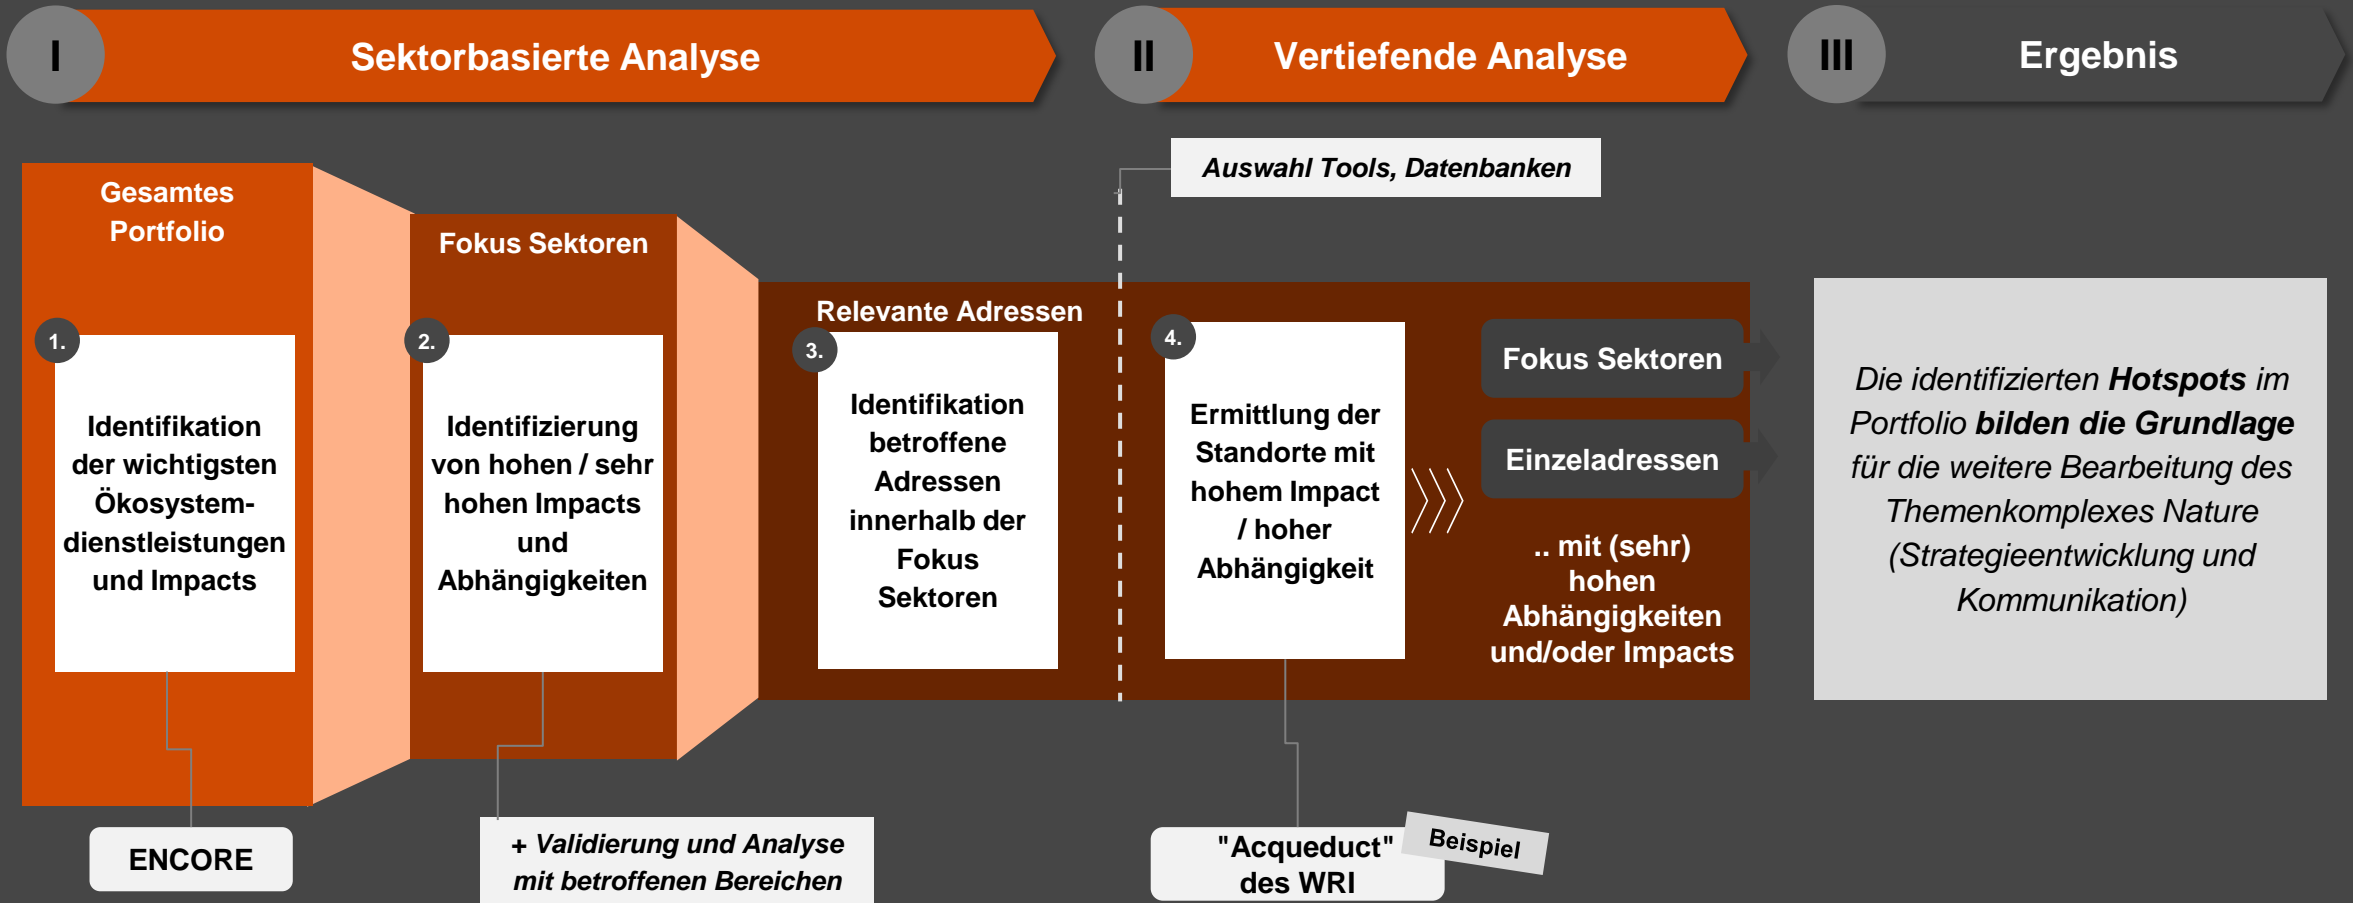 I
Sektorbasierte Analyse
II
Vertiefende Analyse
III
Ergebnis
Auswahl Tools, Datenbanken
Gesamtes
Portfolio
Fokus Sektoren
Relevante Adressen
1.
Identifikation
der wichtigsten
Ökosystem-
dienstleistungen
und Impacts
2.
Identifizierung
von hohen / sehr
hohen Impacts
und
Abhängigkeiten
3.
Identifikation
betroffene
Adressen
innerhalb der
Fokus
Sektoren
4.
Ermittlung der
Standorte mit
hohem Impact
/ hoher
Abhängigkeit
Fokus Sektoren
Einzeladressen
.. mit (sehr)
hohen
Abhängigkeiten
und/oder Impacts
Die identifizierten Hotspots im
Portfolio bilden die Grundlage
für die weitere Bearbeitung des
Themenkomplexes Nature
(Strategieentwicklung und
Kommunikation)
ENCORE
+ Validierung und Analyse
mit betroffenen Bereichen
"Acqueduct"
des WRI
Beispiel